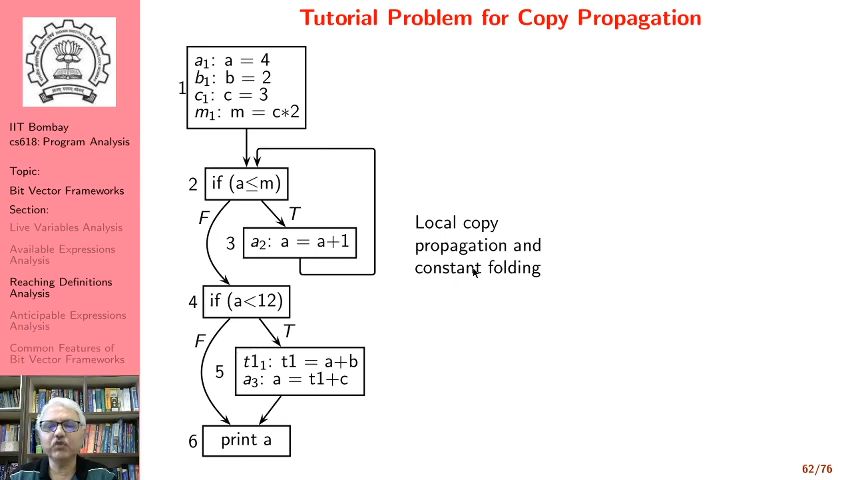 Tutorial Problem for Copy Propagation
IIT Bombay
cs618: Program Analysis
Topic:
Bit Vector Frameworks
Section:
Live Variables Analysis
Available Expressions
Analysis
Reaching Definitions
Analysis
Anticipable Expressions
Analysis
Common Features of
Bit Vector Frameworks
1
a₁: a = 4
b₁: b = 2
c₁: c = 3
m₁: m = c∗2
2
if (a≤m)
F
T
3
a₂: a = a+1
4
if (a<12)
F
T
5
t1₁: t1 = a+b
a₃: a = t1+c
6
print a
Local copy
propagation and
constant folding
62/76